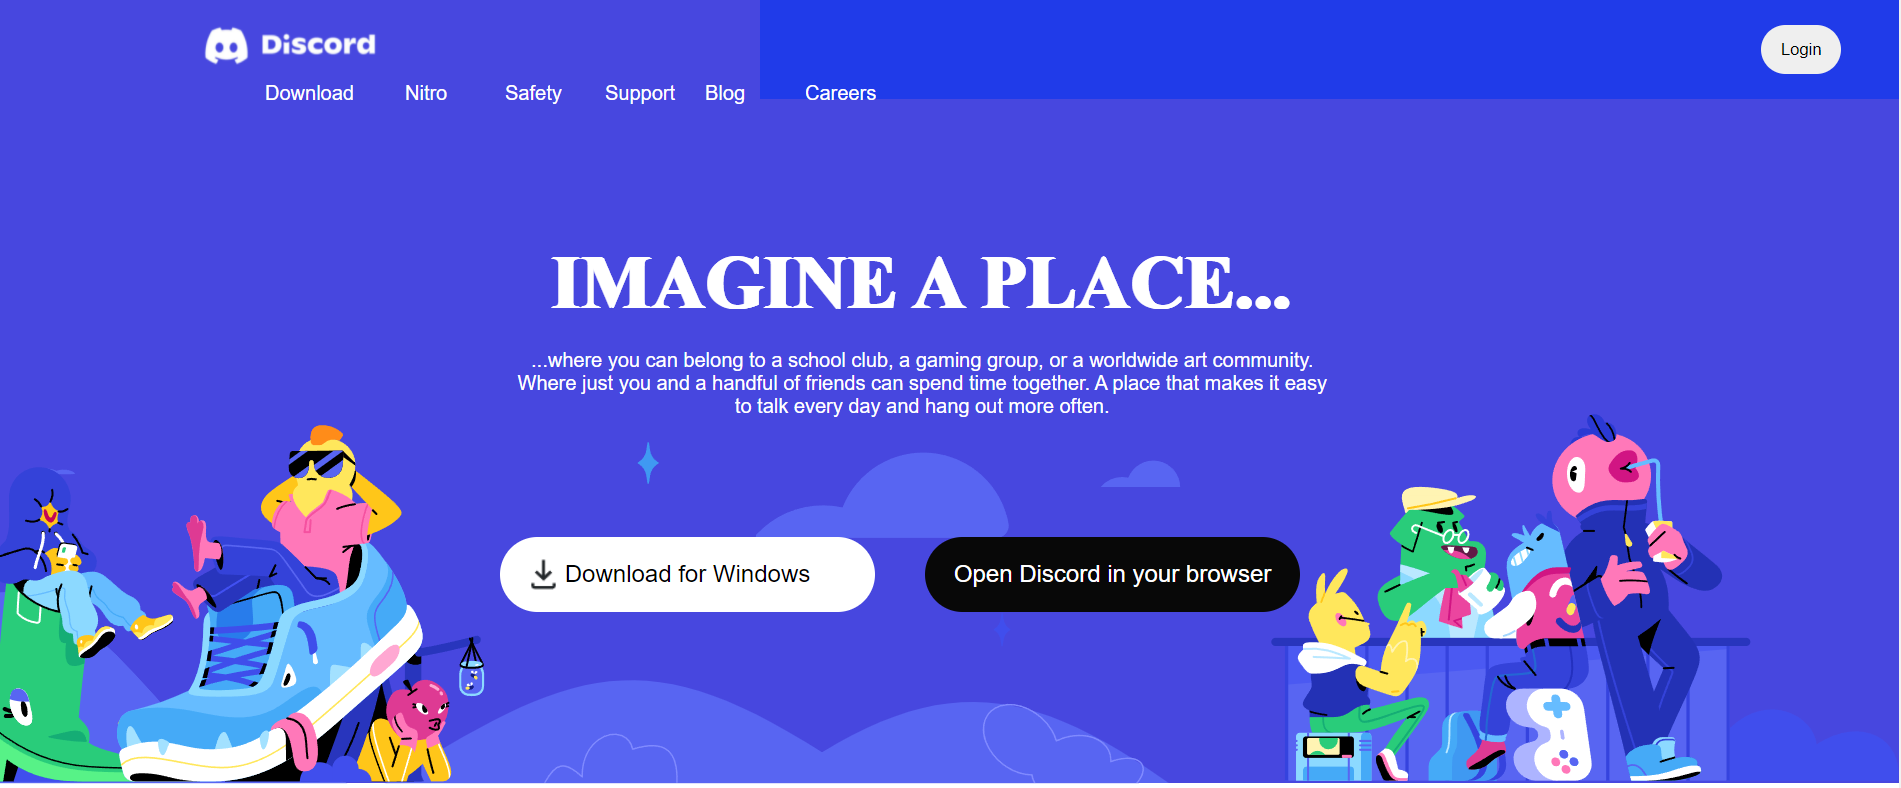 Discord
Login
Download Nitro Safety Support Blog Careers
IMAGINE A PLACE...
...where you can belong to a school club, a gaming group, or a worldwide art community.
Where just you and a handful of friends can spend time together. A place that makes it easy
to talk every day and hang out more often.
Download for Windows
Open Discord in your browser